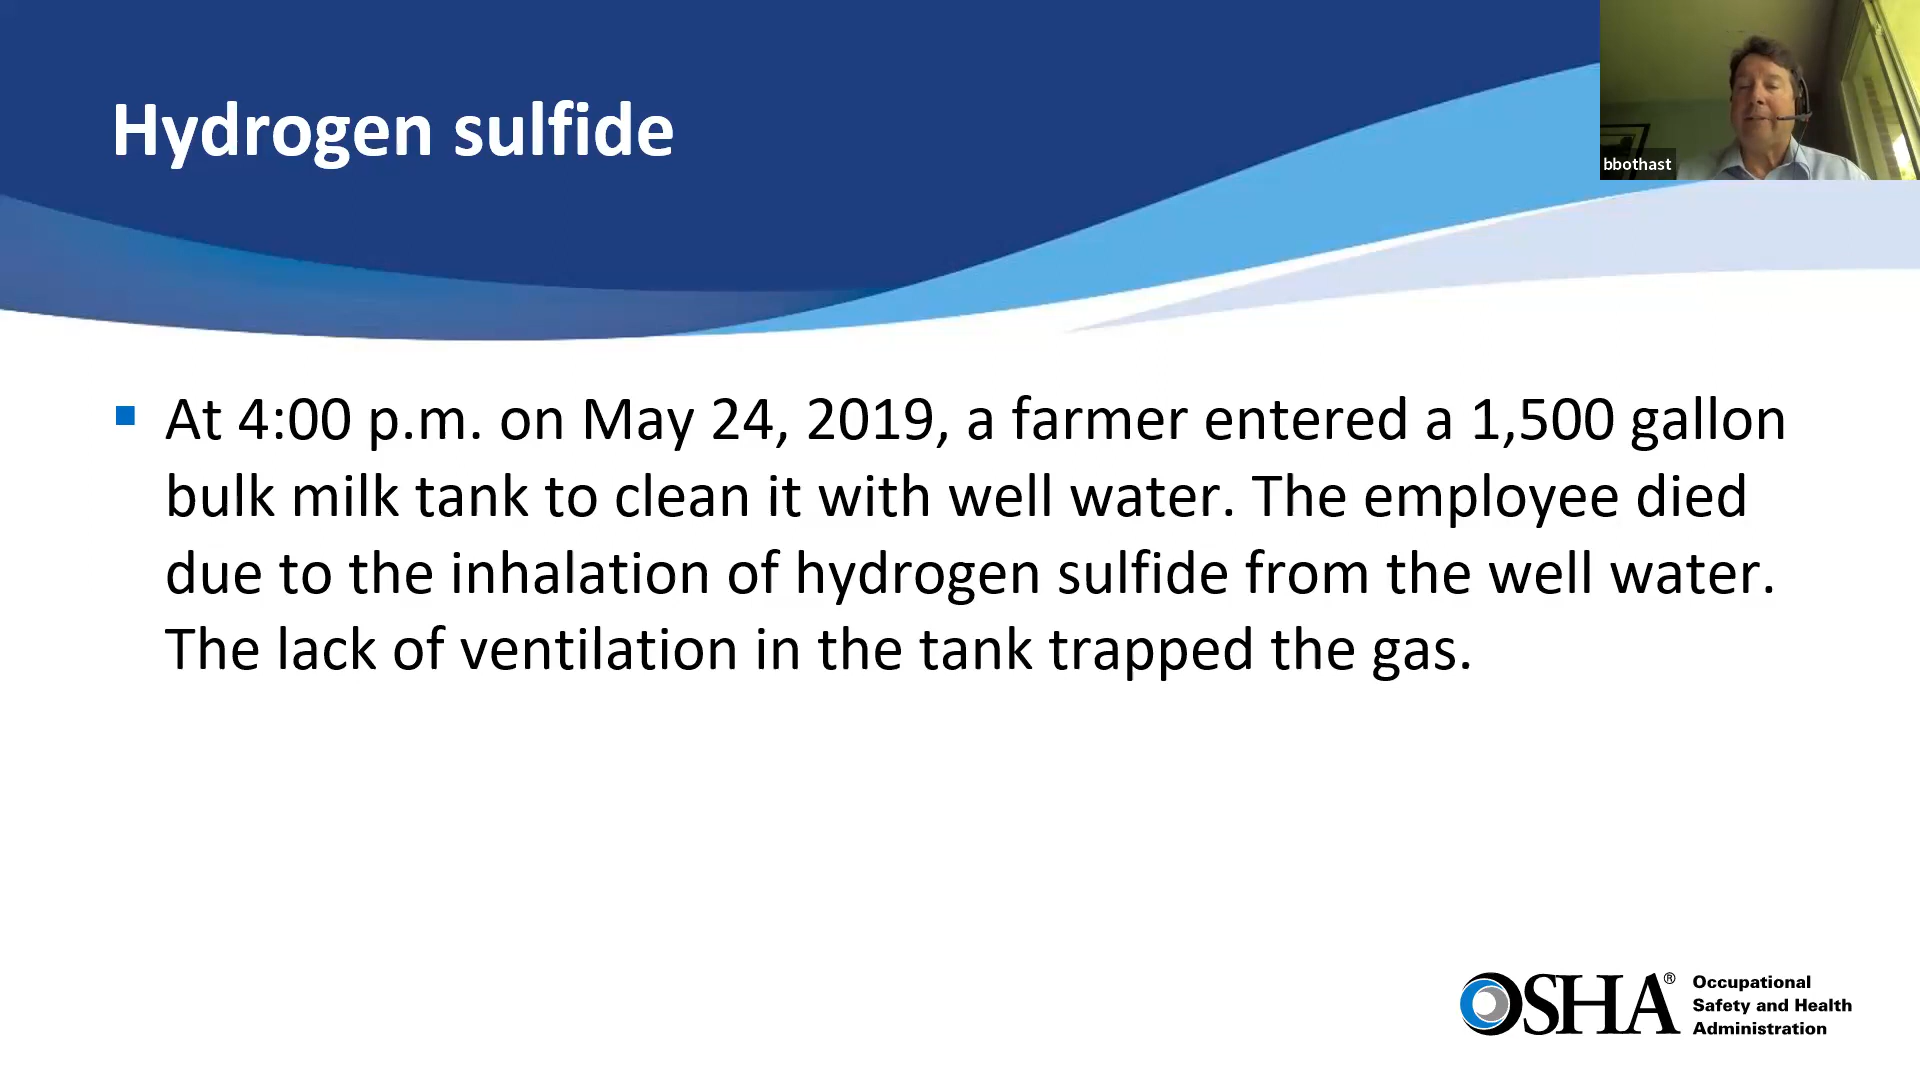 Hydrogen sulfide
bbothast
▪ At 4:00 p.m. on May 24, 2019, a farmer entered a 1,500 gallon
bulk milk tank to clean it with well water. The employee died
due to the inhalation of hydrogen sulfide from the well water.
The lack of ventilation in the tank trapped the gas.
OSHA®
Occupational
Safety and Health
Administration